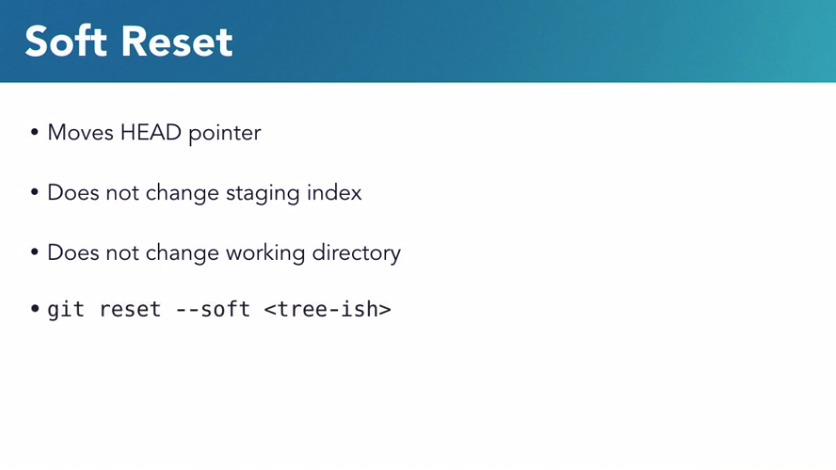 Soft Reset
• Moves HEAD pointer
• Does not change staging index
• Does not change working directory
• git reset --soft <tree-ish>